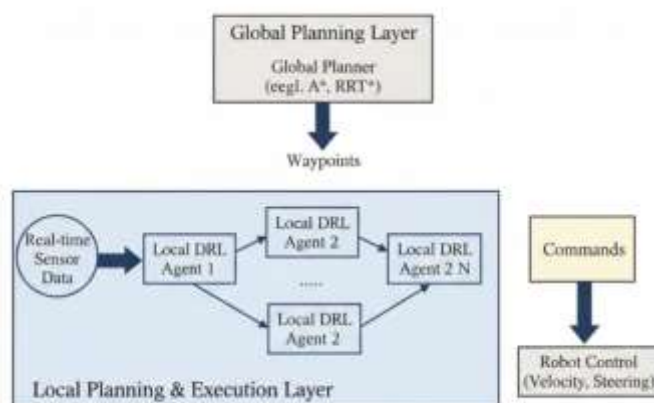 Global Planning Layer
Global Planner
(eegl. A*, RRT*)
Waypoints
Real-time
Sensor
Data
Local DRL
Agent 1
Local DRL
Agent 2
.....
Local DRL
Agent 2
Local DRL
Agent 2 N
Local Planning & Execution Layer
Commands
Robot Control
(Velocity, Steering)